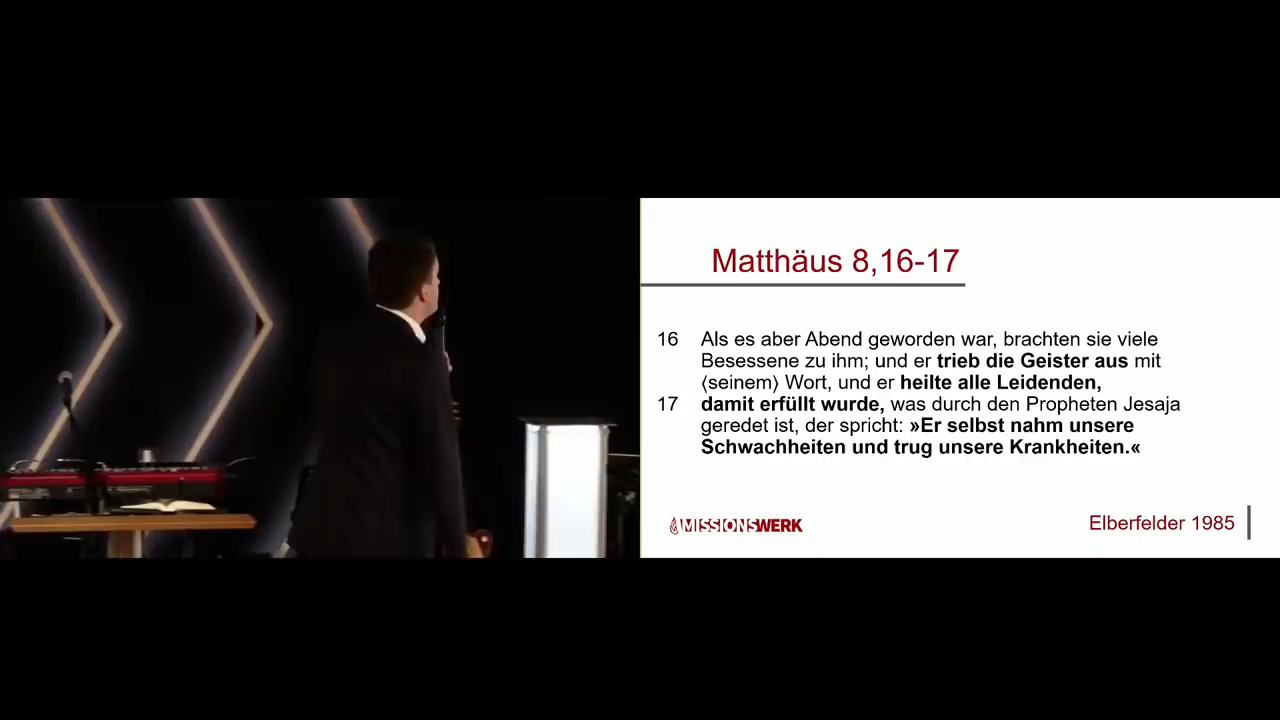 Matthäus 8,16-17
16 Als es aber Abend geworden war, brachten sie viele
Besessene zu ihm; und er trieb die Geister aus mit
⟨seinem⟩ Wort, und er heilte alle Leidenden,
17 damit erfüllt wurde, was durch den Propheten Jesaja
geredet ist, der spricht: »Er selbst nahm unsere
Schwachheiten und trug unsere Krankheiten.«
MISSIONSWERK
Elberfelder 1985